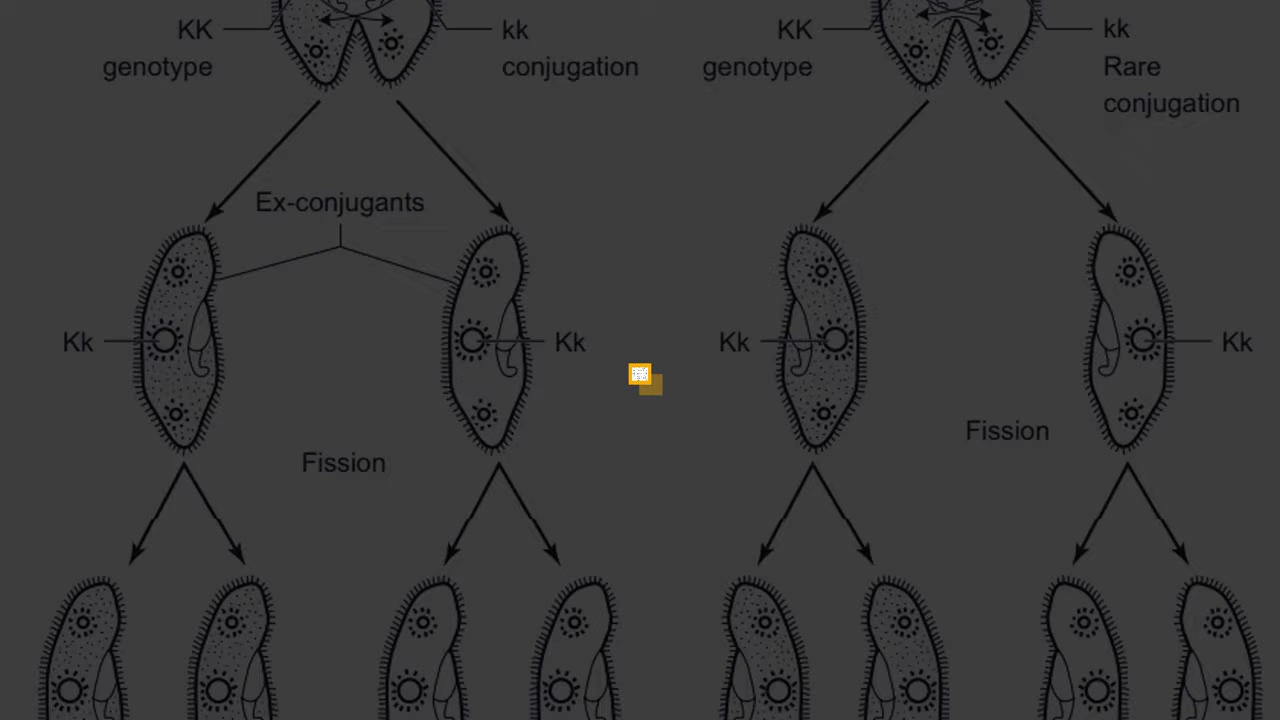 KK
genotype
kk
conjugation
KK
genotype
kk
Rare
conjugation
Ex-conjugants
Kk
Kk
Kk
Kk
Fission
Fission